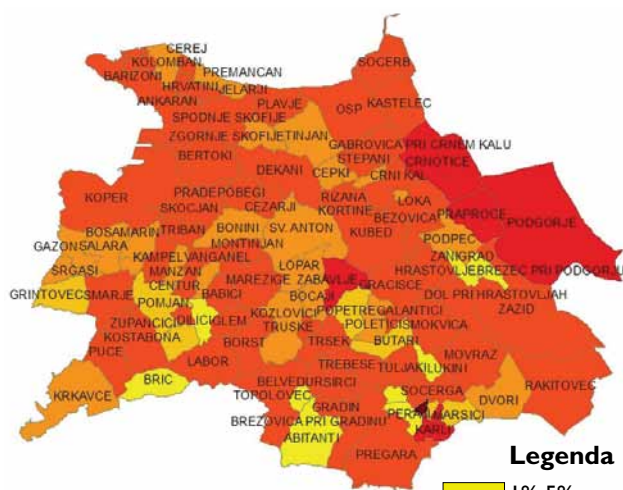 CEREJ
KOLOMBAN
BARIZONI
PREMANCAN
HRVATINI
JELARJI
ANKARAN
SOCERB
PLAVJE
OSP
KASTELEC
SPODNJE SKOFIJE
ZGORNJE SKOFIJE
TINJAN
GABROVICA
PRI CRNEM KALU
BERTOKI
STEPANI
CRNOTICE
DEKANI
CEPKI
CRNI KAL
KOPER
PRADE
POBEGI
RIZANA
LOKA
PRAPROCE
SKOCJAN
CEZARJI
KORTINE
BEZOVICA
PODGORJE
BOSAMARIN
TRIBAN
BONINI
SV. ANTON
KUBED
PODPEC
GAZON
SALARA
MONTINJAN
ZANIGRAD
KAMPEL
VANGANEL
LOPAR
HRASTOVLJE
BREZEC PRI PODGORJU
SRGASI
MANZAN
MAREZIGE
ZABAVLJE
GRACISCE
CENTUR
GRINTOVEC
SMARJE
BABICI
BOCAJI
DOL PRI HRASTOVLJAH
POMJAN
POPETRE
GALANTICI
ZAZID
ZUPANCICI
DILICI
GLEM
KOZLOVICI
POLETICI
SMOKVICA
KOSTABONA
TRUSKE
PUCE
BORST
TRSEK
BUTARI
MOVRAZ
LABOR
TREBESE
TULJAKI
LUKINI
BRIC
BELVEDUR
SIRCI
SOCERGA
RAKITOVEC
KRKAVCE
TOPOLOVEC
GRADIN
DVORI
BREZOVICA PRI GRADINU
PERAJI
MARSICI
ABITANTI
KARLI
PREGARA
Legenda
1% 5%